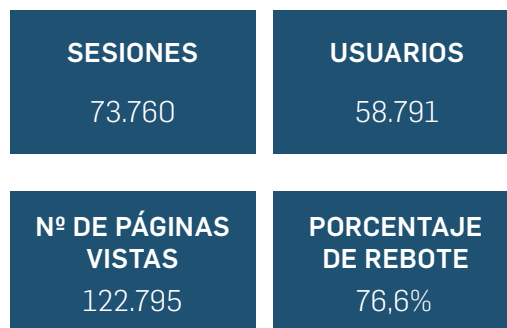 SESIONES
73.760
USUARIOS
58.791
Nº DE PÁGINAS
VISTAS
122.795
PORCENTAJE
DE REBOTE
76,6%